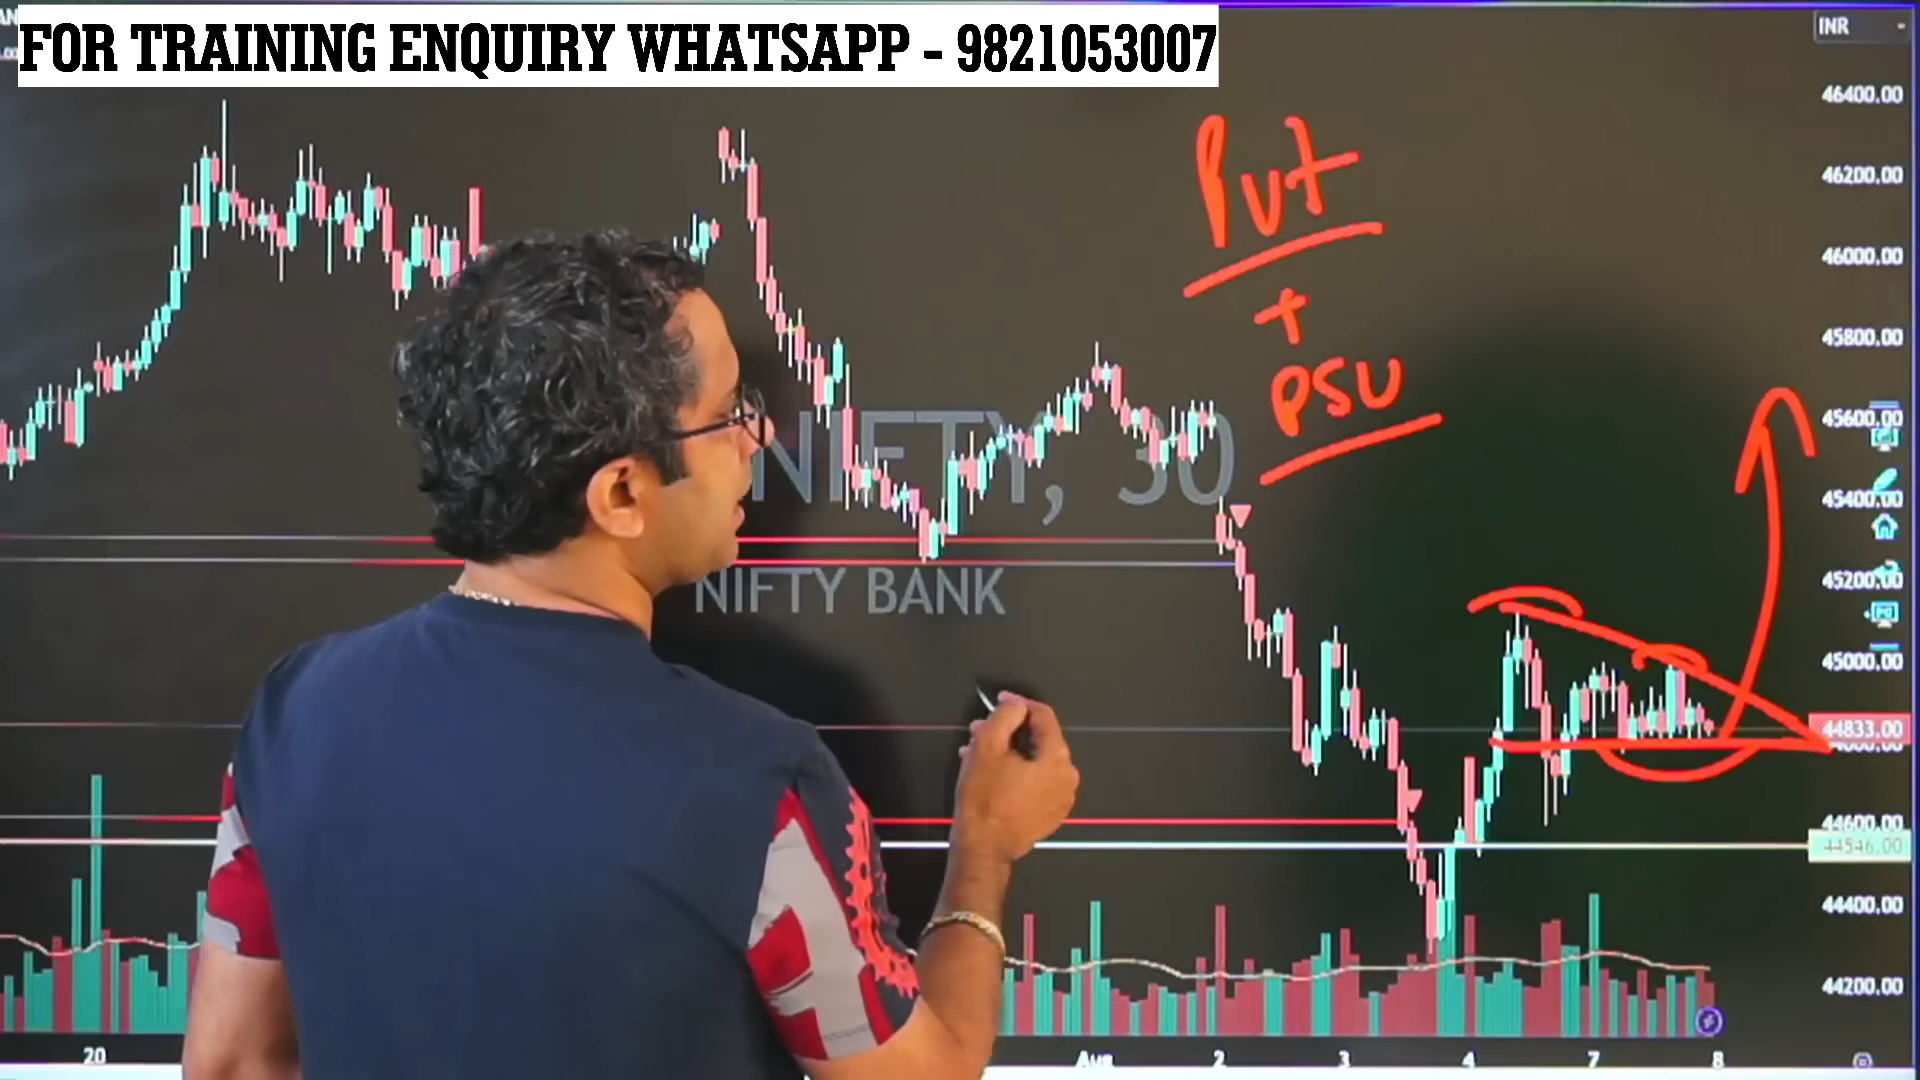 FOR TRAINING ENQUIRY WHATSAPP - 9821053007
INR
46400.00
46200.00
46000.00
45800.00
45600.00
45400.00
45200.00
45000.00
44833.00
44600.00
44546.00
44400.00
44200.00
Pvt
+
PSU
NIFTY, 30
NIFTY BANK
20
Aug
2
3
4
7
8